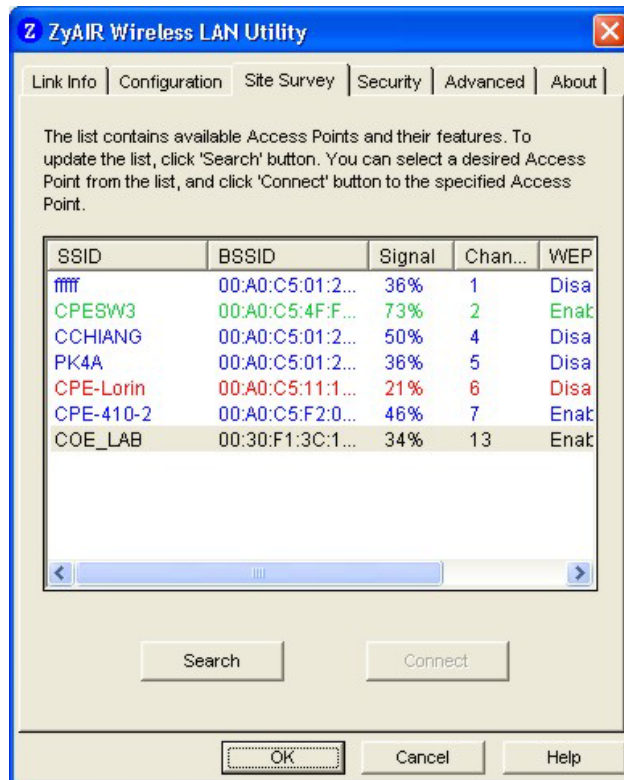 Z ZyAIR Wireless LAN Utility
Link Info Configuration Site Survey Security Advanced About
The list contains available Access Points and their features. To
update the list, click 'Search' button. You can select a desired Access
Point from the list, and click 'Connect' button to the specified Access
Point.
SSID BSSID Signal Chan... WEP
ffffff 00:A0:C5:01:2... 36% 1 Disa
CPESW3 00:A0:C5:4F:F... 73% 2 Enab
CCHIANG 00:A0:C5:01:2... 50% 4 Disa
PK4A 00:A0:C5:01:2... 36% 5 Disa
CPE-Lorin 00:A0:C5:11:1... 21% 6 Disa
CPE-410-2 00:A0:C5:F2:0... 46% 7 Enab
COE_LAB 00:30:F1:3C:1... 34% 13 Enab
Search Connect
OK Cancel Help